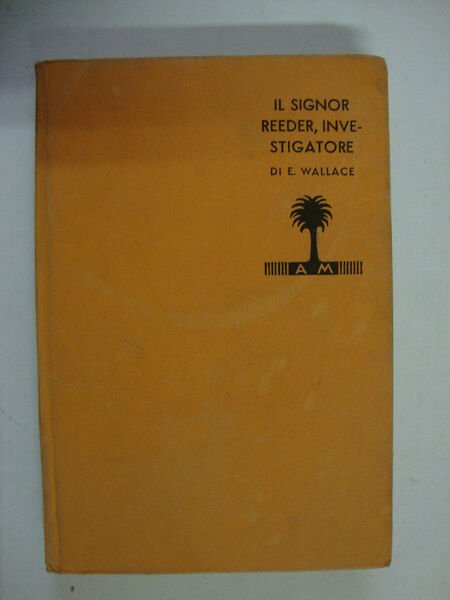 IL SIGNOR
REEDER, INVE-
STIGATORE
DI E. WALLACE
A M